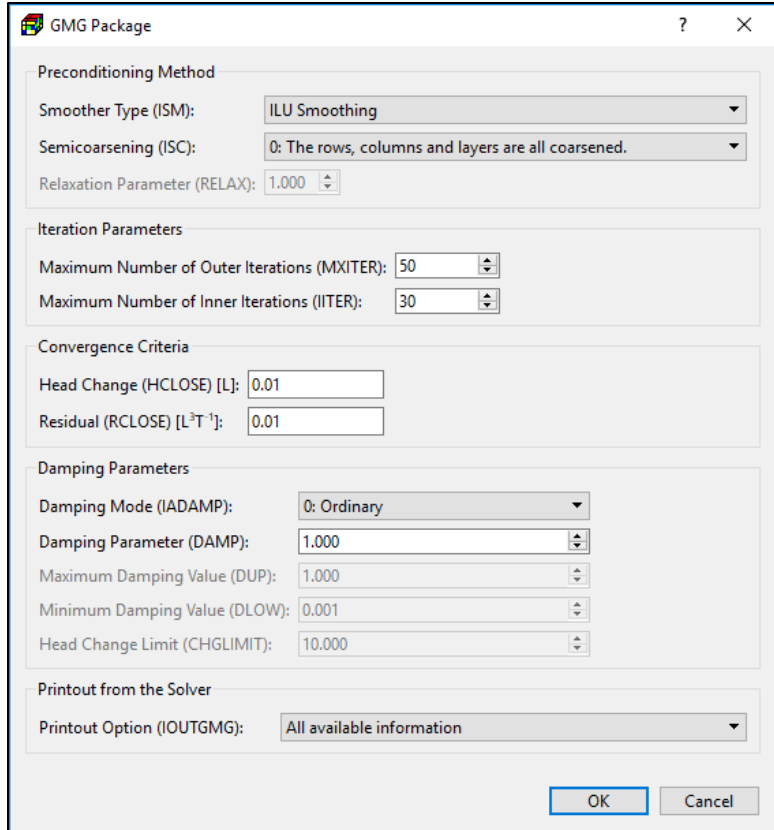 GMG Package ?
Preconditioning Method
Smoother Type (ISM): ILU Smoothing
Semicoarsening (ISC): 0: The rows, columns and layers are all coarsened.
Relaxation Parameter (RELAX): 1.000
Iteration Parameters
Maximum Number of Outer Iterations (MXITER): 50
Maximum Number of Inner Iterations (IITER): 30
Convergence Criteria
Head Change (HCLOSE) [L]: 0.01
Residual (RCLOSE) [L³T⁻¹]: 0.01
Damping Parameters
Damping Mode (IADAMP): 0: Ordinary
Damping Parameter (DAMP): 1.000
Maximum Damping Value (DUP): 1.000
Minimum Damping Value (DLOW): 0.001
Head Change Limit (CHGLIMIT): 10.000
Printout from the Solver
Printout Option (IOUTGMG): All available information
OK Cancel